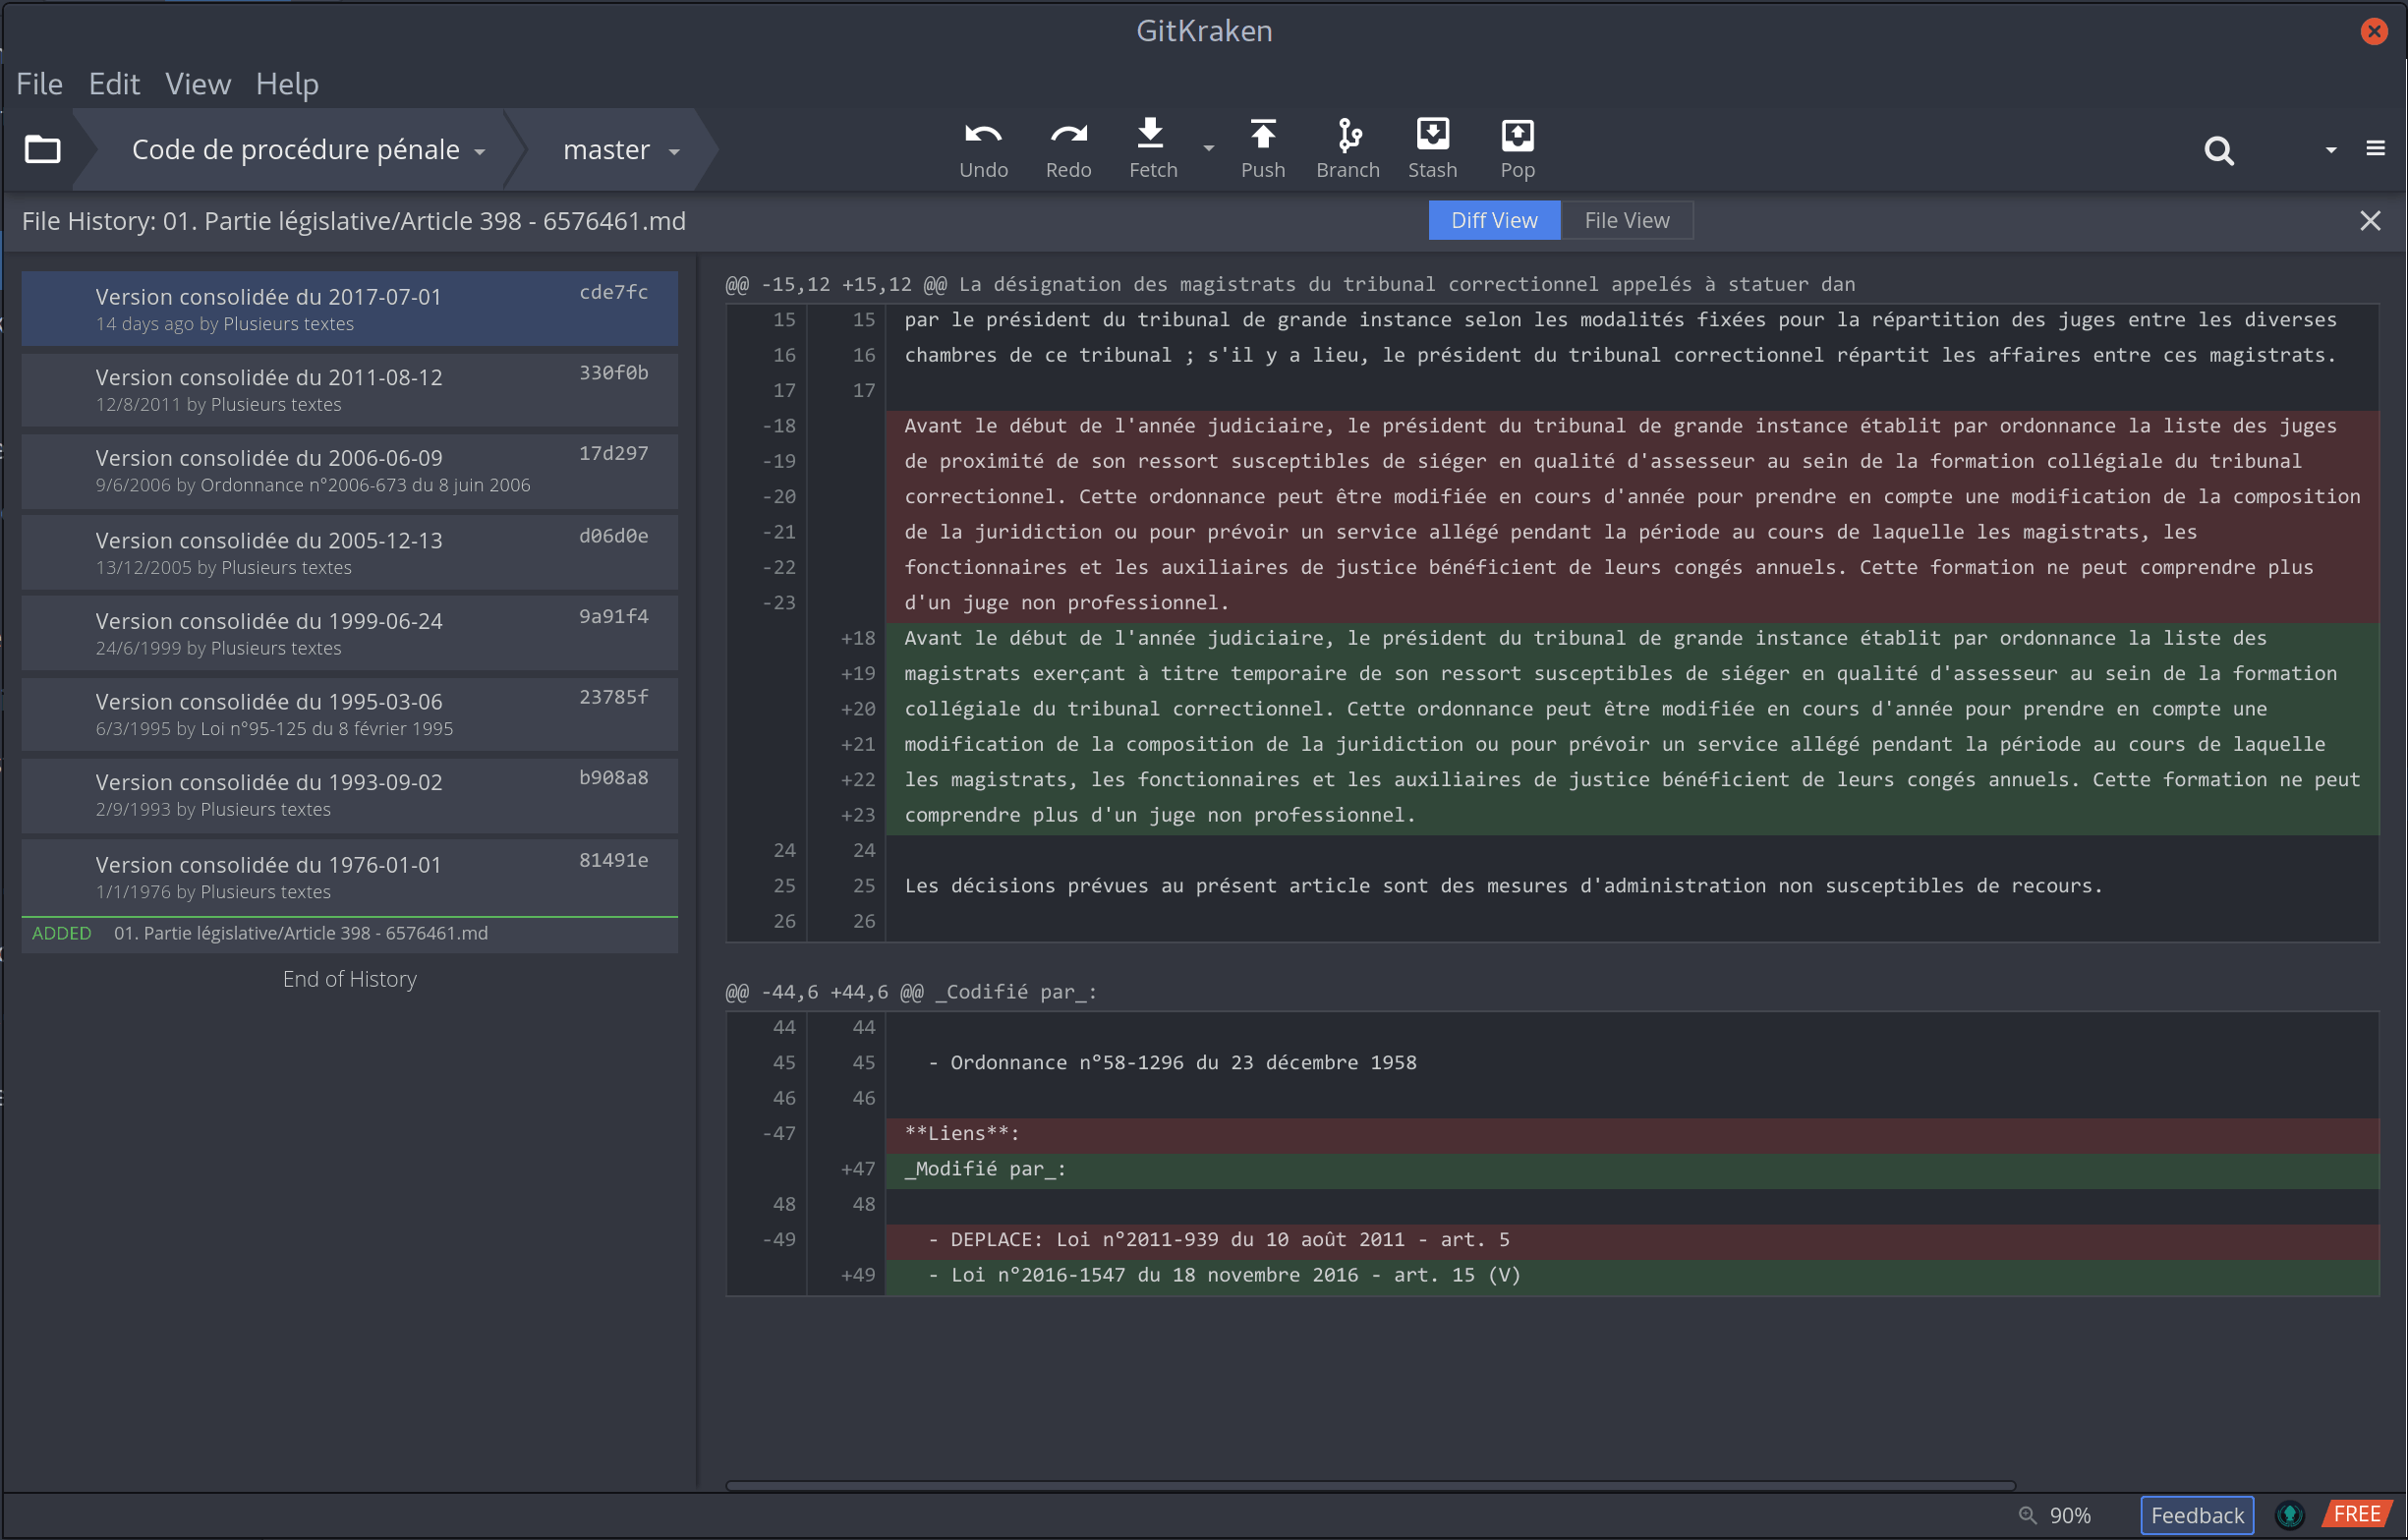 GitKraken
File Edit View Help
Code de procédure pénale master Undo Redo Fetch Push Branch Stash Pop
File History: 01. Partie législative/Article 398 - 6576461.md Diff View File View
Version consolidée du 2017-07-01 cde7fc
14 days ago by Plusieurs textes
Version consolidée du 2011-08-12 330f0b
12/8/2011 by Plusieurs textes
Version consolidée du 2006-06-09 17d297
9/6/2006 by Ordonnance n°2006-673 du 8 juin 2006
Version consolidée du 2005-12-13 d06d0e
13/12/2005 by Plusieurs textes
Version consolidée du 1999-06-24 9a91f4
24/6/1999 by Plusieurs textes
Version consolidée du 1995-03-06 23785f
6/3/1995 by Loi n°95-125 du 8 février 1995
Version consolidée du 1993-09-02 b908a8
2/9/1993 by Plusieurs textes
Version consolidée du 1976-01-01 81491e
1/1/1976 by Plusieurs textes
ADDED 01. Partie législative/Article 398 - 6576461.md
End of History
@@ -15,12 +15,12 @@ La désignation des magistrats du tribunal correctionnel appelés à statuer dan
15 15 par le président du tribunal de grande instance selon les modalités fixées pour la répartition des juges entre les diverses
16 16 chambres de ce tribunal ; s'il y a lieu, le président du tribunal correctionnel répartit les affaires entre ces magistrats.
17 17
-18 Avant le début de l'année judiciaire, le président du tribunal de grande instance établit par ordonnance la liste des juges
-19 de proximité de son ressort susceptibles de siéger en qualité d'assesseur au sein de la formation collégiale du tribunal
-20 correctionnel. Cette ordonnance peut être modifiée en cours d'année pour prendre en compte une modification de la composition
-21 de la juridiction ou pour prévoir un service allégé pendant la période au cours de laquelle les magistrats, les
-22 fonctionnaires et les auxiliaires de justice bénéficient de leurs congés annuels. Cette formation ne peut comprendre plus
-23 d'un juge non professionnel.
+18 Avant le début de l'année judiciaire, le président du tribunal de grande instance établit par ordonnance la liste des
+19 magistrats exerçant à titre temporaire de son ressort susceptibles de siéger en qualité d'assesseur au sein de la formation
+20 collégiale du tribunal correctionnel. Cette ordonnance peut être modifiée en cours d'année pour prendre en compte une
+21 modification de la composition de la juridiction ou pour prévoir un service allégé pendant la période au cours de laquelle
+22 les magistrats, les fonctionnaires et les auxiliaires de justice bénéficient de leurs congés annuels. Cette formation ne peut
+23 comprendre plus d'un juge non professionnel.
24 24
25 25 Les décisions prévues au présent article sont des mesures d'administration non susceptibles de recours.
26 26
@@ -44,6 +44,6 @@ _Codifié par_:
44 44
45 45 - Ordonnance n°58-1296 du 23 décembre 1958
46 46
-47 **Liens**:
+47 _Modifié par_:
48 48
-49 - DEPLACE: Loi n°2011-939 du 10 août 2011 - art. 5
+49 - Loi n°2016-1547 du 18 novembre 2016 - art. 15 (V)
90% Feedback FREE